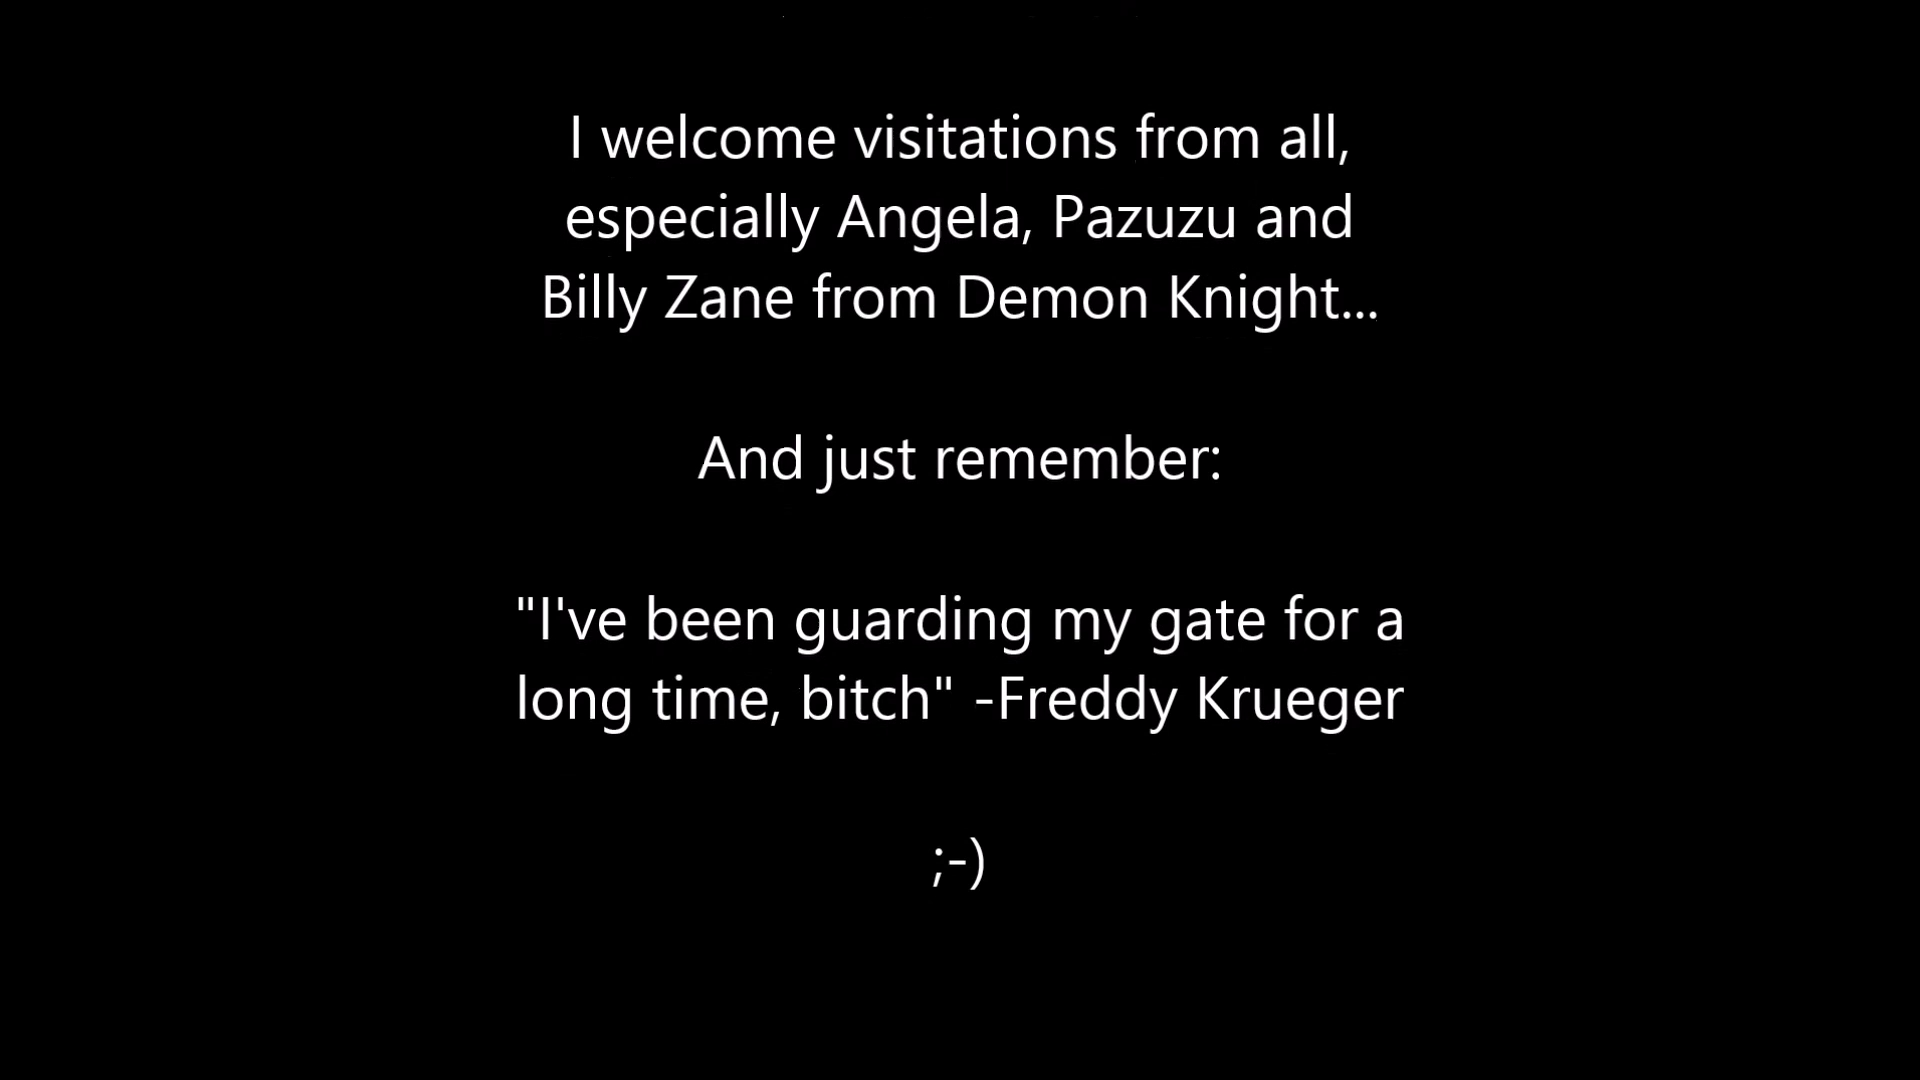 I welcome visitations from all,
especially Angela, Pazuzu and
Billy Zane from Demon Knight...
And just remember:
"I've been guarding my gate for a
long time, bitch" -Freddy Krueger
;-)